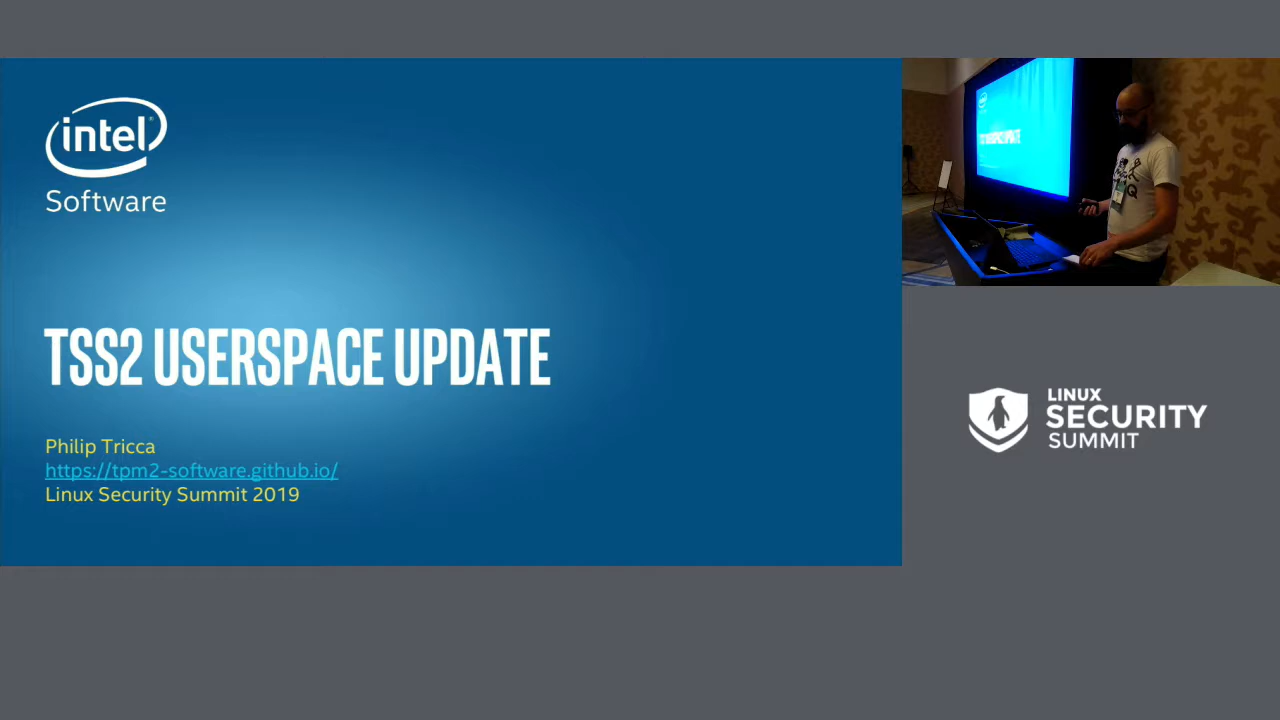 intel
Software
TSS2 USERSPACE UPDATE
Philip Tricca
https://tpm2-software.github.io/
Linux Security Summit 2019
LINUX
SECURITY
SUMMIT